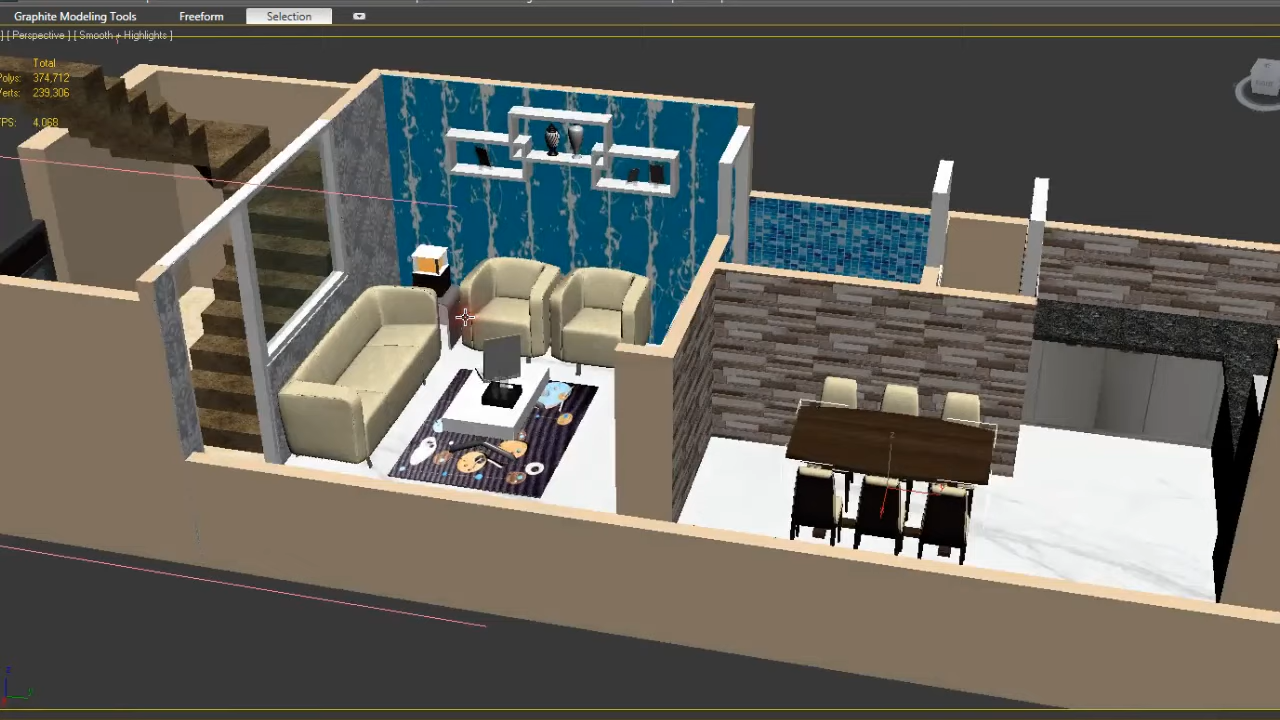 Graphite Modeling Tools Freeform Selection
] [ Perspective ] [ Smooth + Highlights ]
Total
Polys: 374,712
Verts: 239,306
FPS: 4.068
z
y